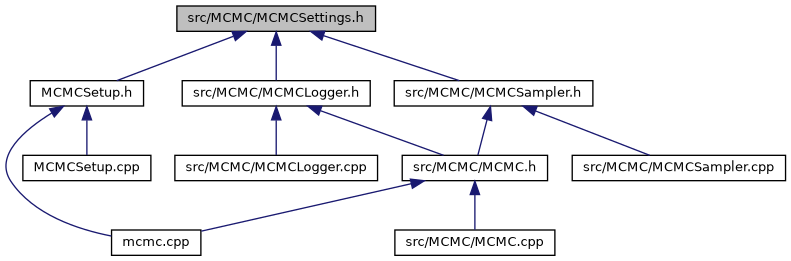 src/MCMC/MCMCSettings.h
MCMCSetup.h
src/MCMC/MCMCLogger.h
src/MCMC/MCMCSampler.h
MCMCSetup.cpp
src/MCMC/MCMCLogger.cpp
src/MCMC/MCMC.h
src/MCMC/MCMCSampler.cpp
mcmc.cpp
src/MCMC/MCMC.cpp